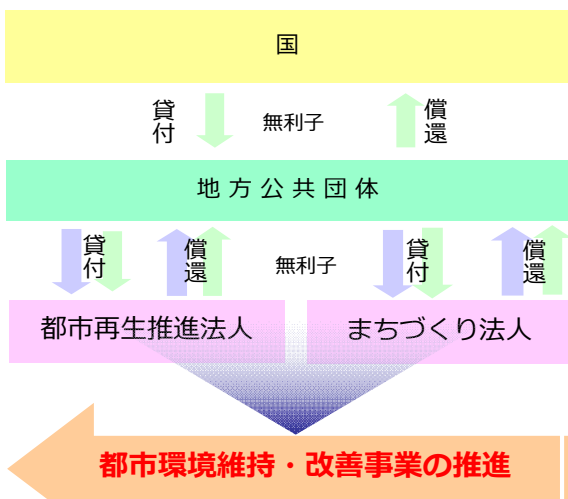 国
貸付
無利子
償還
地方公共団体
貸付
償還
無利子
貸付
償還
都市再生推進法人
まちづくり法人
都市環境維持・改善事業の推進